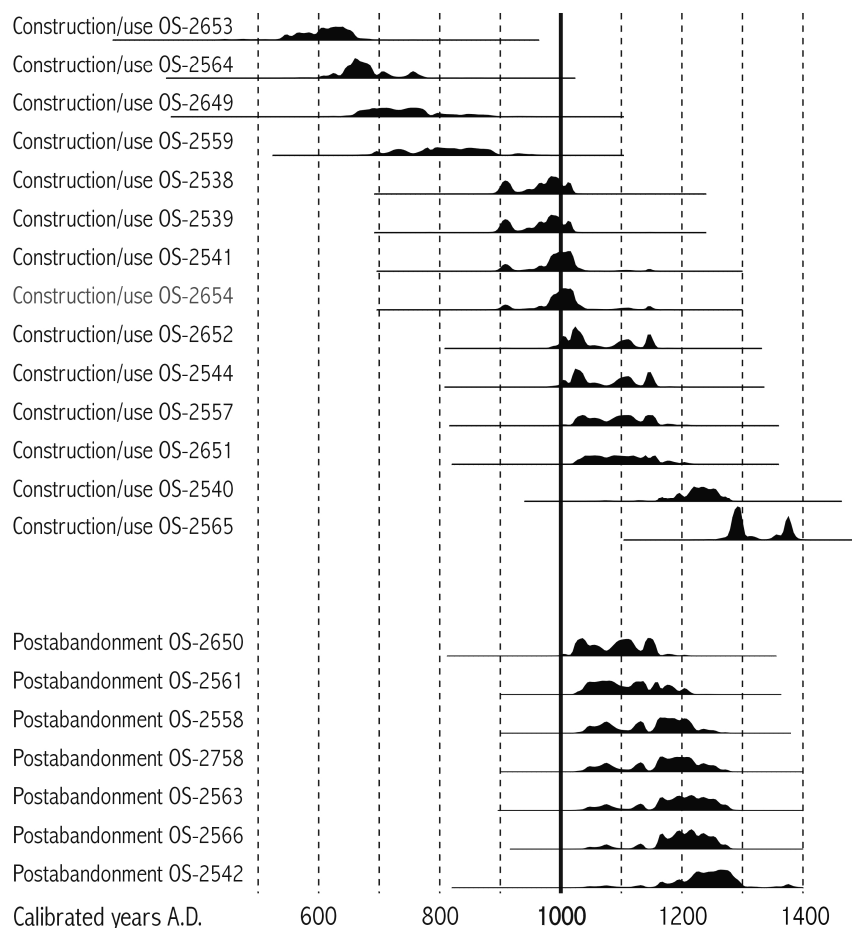 Construction/use OS-2653
Construction/use OS-2564
Construction/use OS-2649
Construction/use OS-2559
Construction/use OS-2538
Construction/use OS-2539
Construction/use OS-2541
Construction/use OS-2654
Construction/use OS-2652
Construction/use OS-2544
Construction/use OS-2557
Construction/use OS-2651
Construction/use OS-2540
Construction/use OS-2565
Postabandonment OS-2650
Postabandonment OS-2561
Postabandonment OS-2558
Postabandonment OS-2758
Postabandonment OS-2563
Postabandonment OS-2566
Postabandonment OS-2542
Calibrated years A.D. 600 800 1000 1200 1400